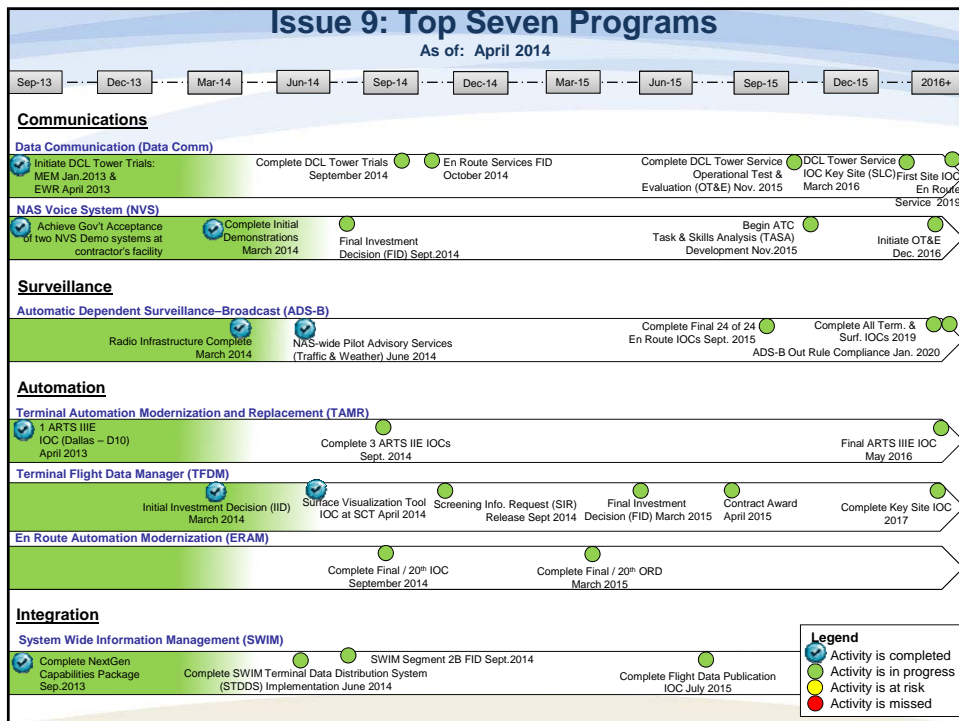 Issue 9: Top Seven Programs
As of: April 2014
Sep-13
Dec-13
Mar-14
Jun-14
Sep-14
Dec-14
Mar-15
Jun-15
Sep-15
Dec-15
2016+
Communications
Data Communication (Data Comm)
Initiate DCL Tower Trials:
MEM Jan.2013 &
EWR April 2013
Complete DCL Tower Trials
September 2014
En Route Services FID
October 2014
Complete DCL Tower Service
Operational Test &
Evaluation (OT&E) Nov. 2015
DCL Tower Service
IOC Key Site (SLC)
March 2016
First Site IOC
En Route
Service 2019
NAS Voice System (NVS)
Achieve Gov't Acceptance
of two NVS Demo systems at
contractor's facility
Complete Initial
Demonstrations
March 2014
Final Investment
Decision (FID) Sept.2014
Begin ATC
Task & Skills Analysis (TASA)
Development Nov.2015
Initiate OT&E
Dec. 2016
Surveillance
Automatic Dependent Surveillance–Broadcast (ADS-B)
Radio Infrastructure Complete
March 2014
NAS-wide Pilot Advisory Services
(Traffic & Weather) June 2014
Complete Final 24 of 24
En Route IOCs Sept. 2015
Complete All Term. &
Surf. IOCs 2019
ADS-B Out Rule Compliance Jan. 2020
Automation
Terminal Automation Modernization and Replacement (TAMR)
1 ARTS IIIE
IOC (Dallas – D10)
April 2013
Complete 3 ARTS IIE IOCs
Sept. 2014
Final ARTS IIIE IOC
May 2016
Terminal Flight Data Manager (TFDM)
Initial Investment Decision (IID)
March 2014
Surface Visualization Tool
IOC at SCT April 2014
Screening Info. Request (SIR)
Release Sept 2014
Final Investment
Decision (FID) March 2015
Contract Award
April 2015
Complete Key Site IOC
2017
En Route Automation Modernization (ERAM)
Complete Final / 20th IOC
September 2014
Complete Final / 20th ORD
March 2015
Integration
System Wide Information Management (SWIM)
Complete NextGen
Capabilities Package
Sep.2013
Complete SWIM Terminal Data Distribution System
(STDDS) Implementation June 2014
SWIM Segment 2B FID Sept.2014
Complete Flight Data Publication
IOC July 2015
Legend
Activity is completed
Activity is in progress
Activity is at risk
Activity is missed